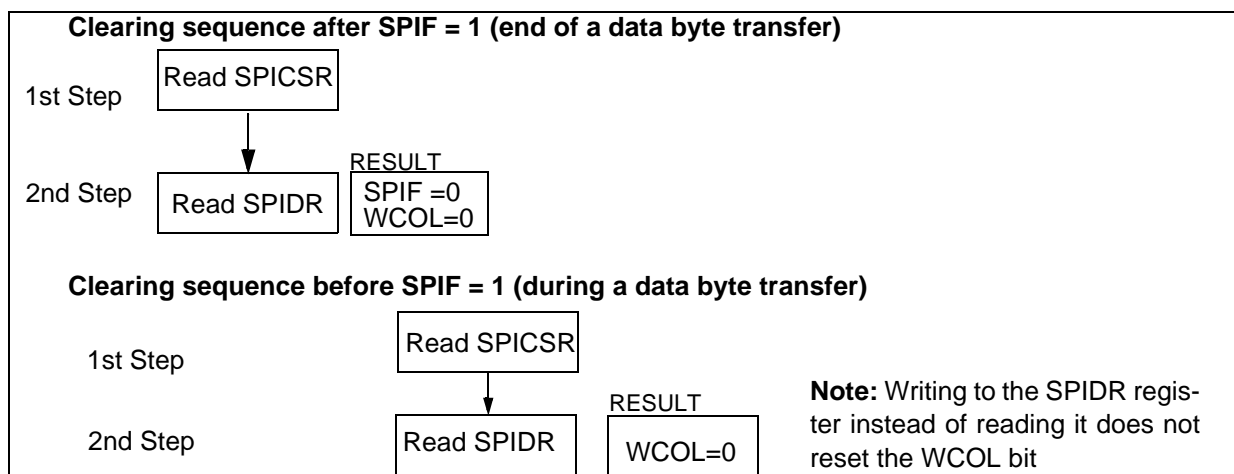 Clearing sequence after SPIF = 1 (end of a data byte transfer)
1st Step
Read SPICSR
2nd Step
Read SPIDR
RESULT
SPIF =0
WCOL=0
Clearing sequence before SPIF = 1 (during a data byte transfer)
1st Step
Read SPICSR
2nd Step
Read SPIDR
RESULT
WCOL=0
Note: Writing to the SPIDR regis-
ter instead of reading it does not
reset the WCOL bit